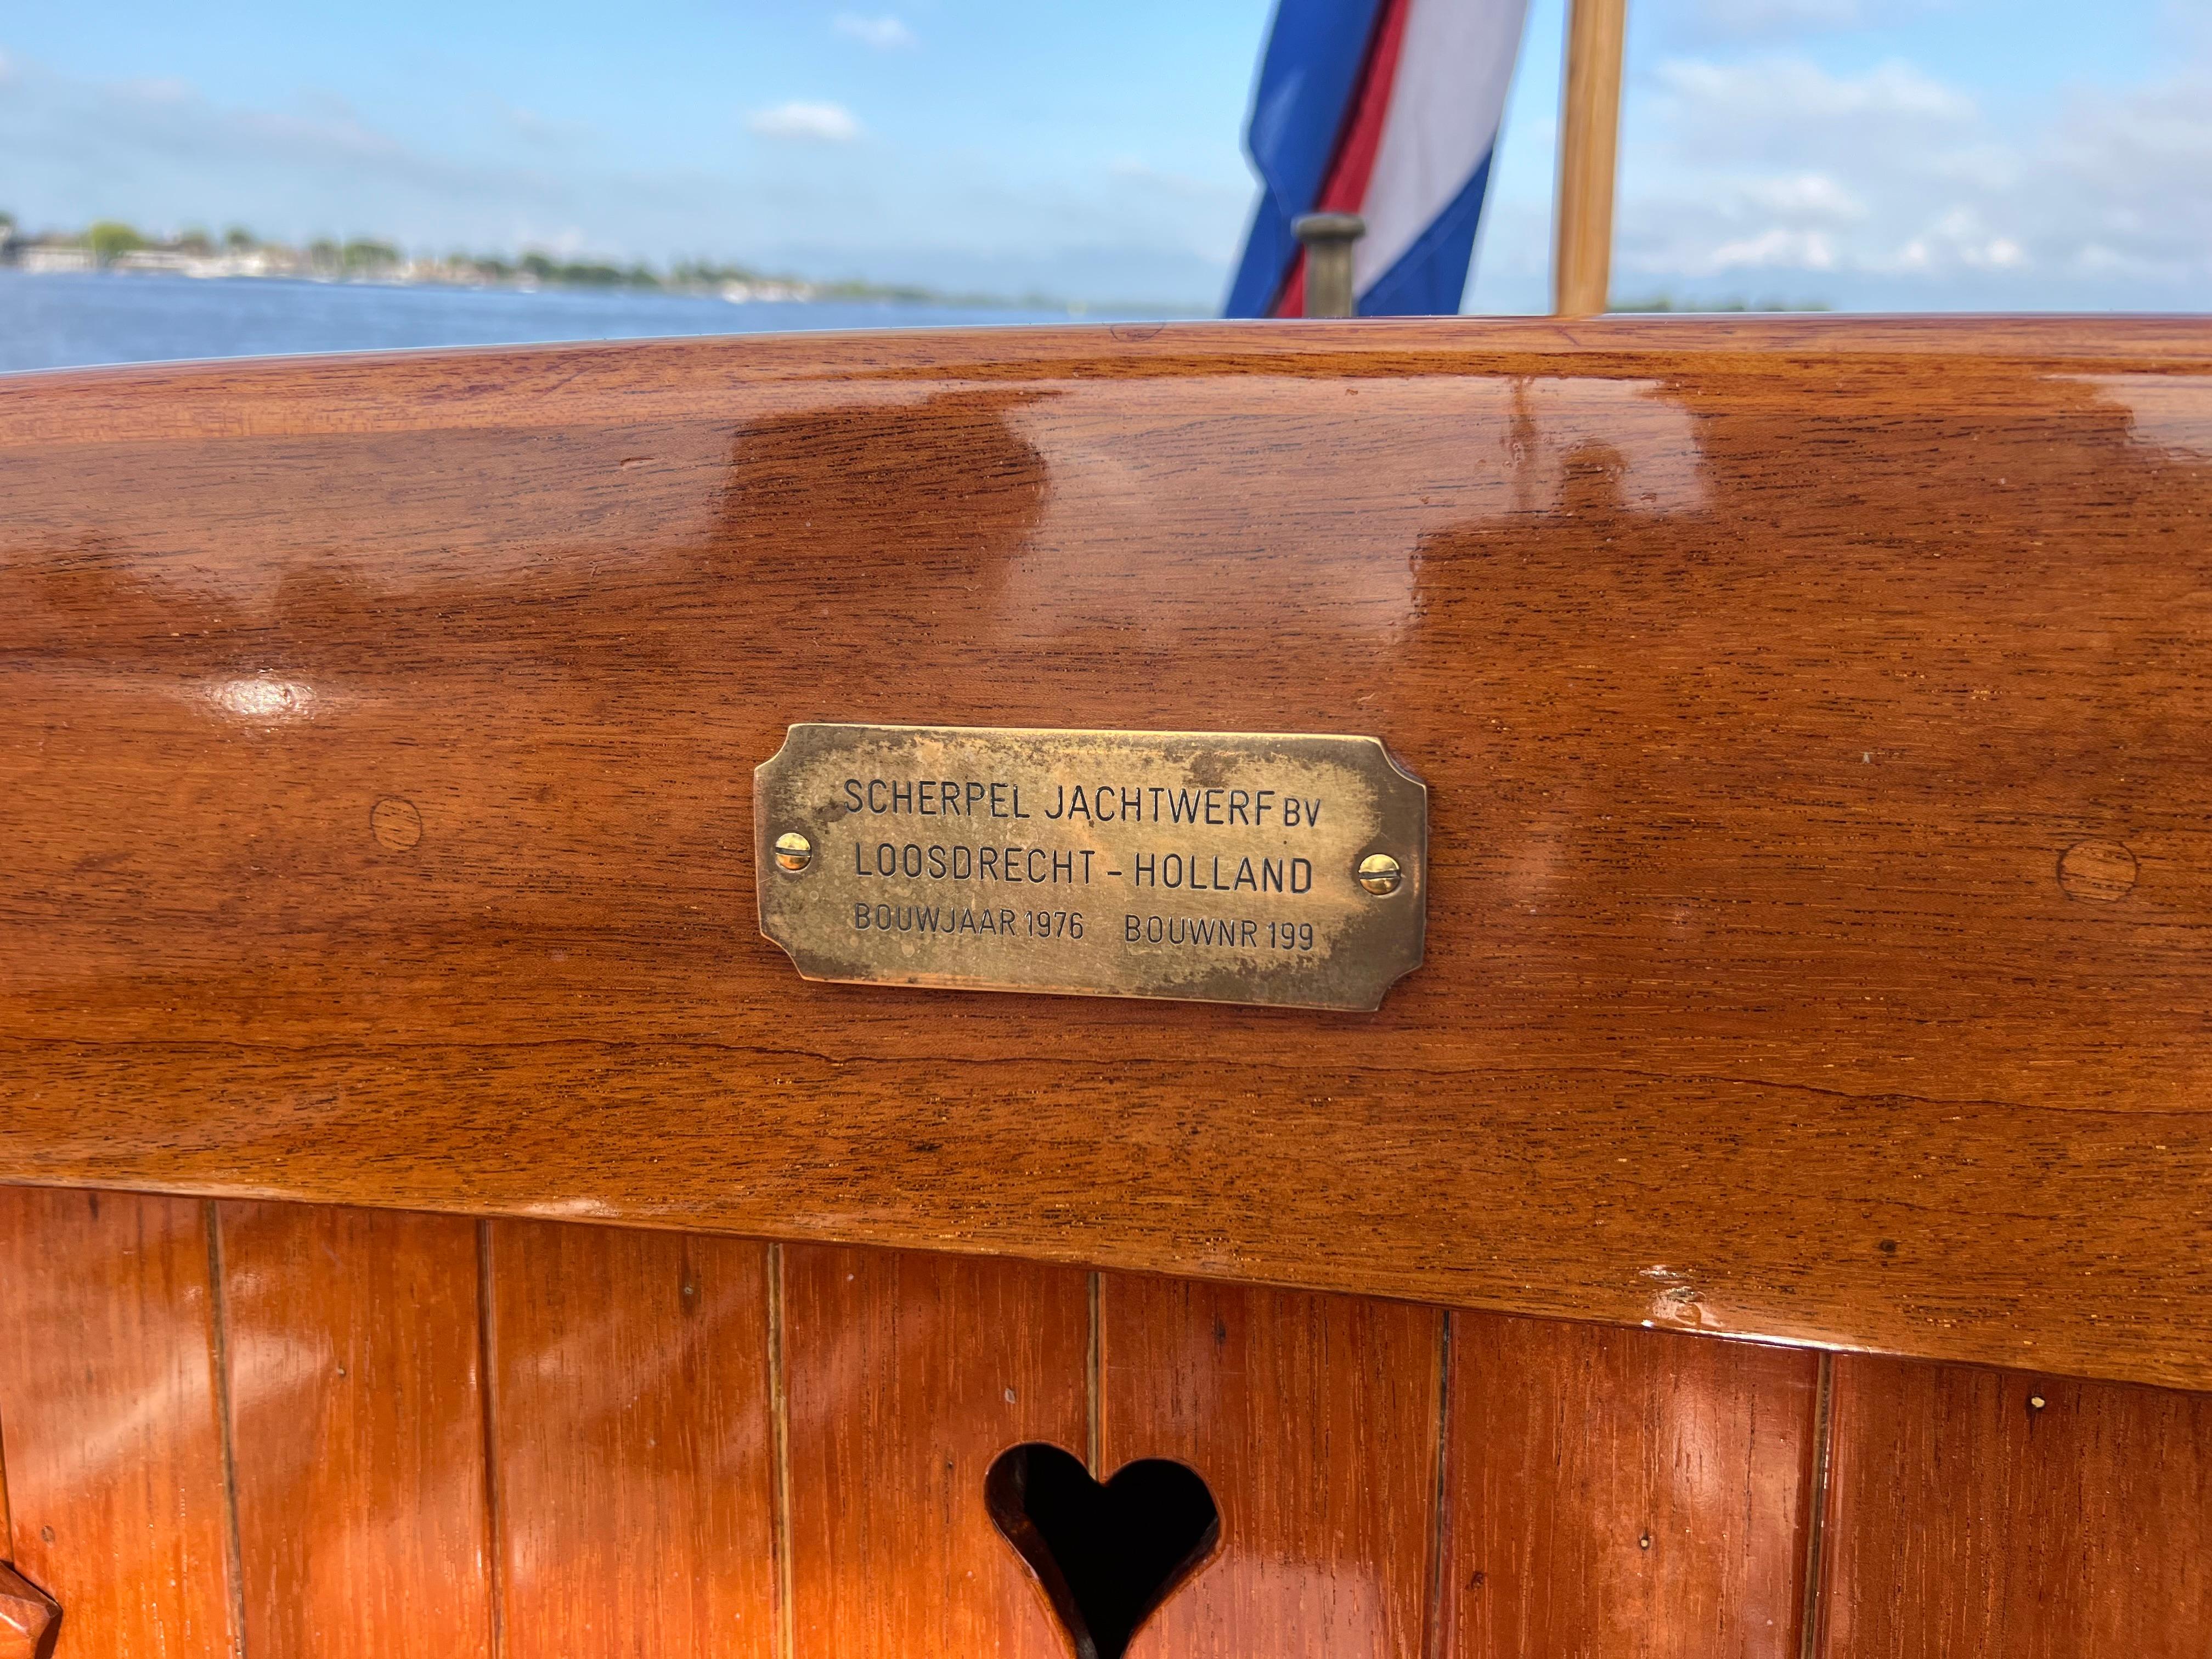 SCHERPEL JACHTWERF BV
LOOSDRECHT - HOLLAND
BOUWJAAR 1976 BOUWNR 199